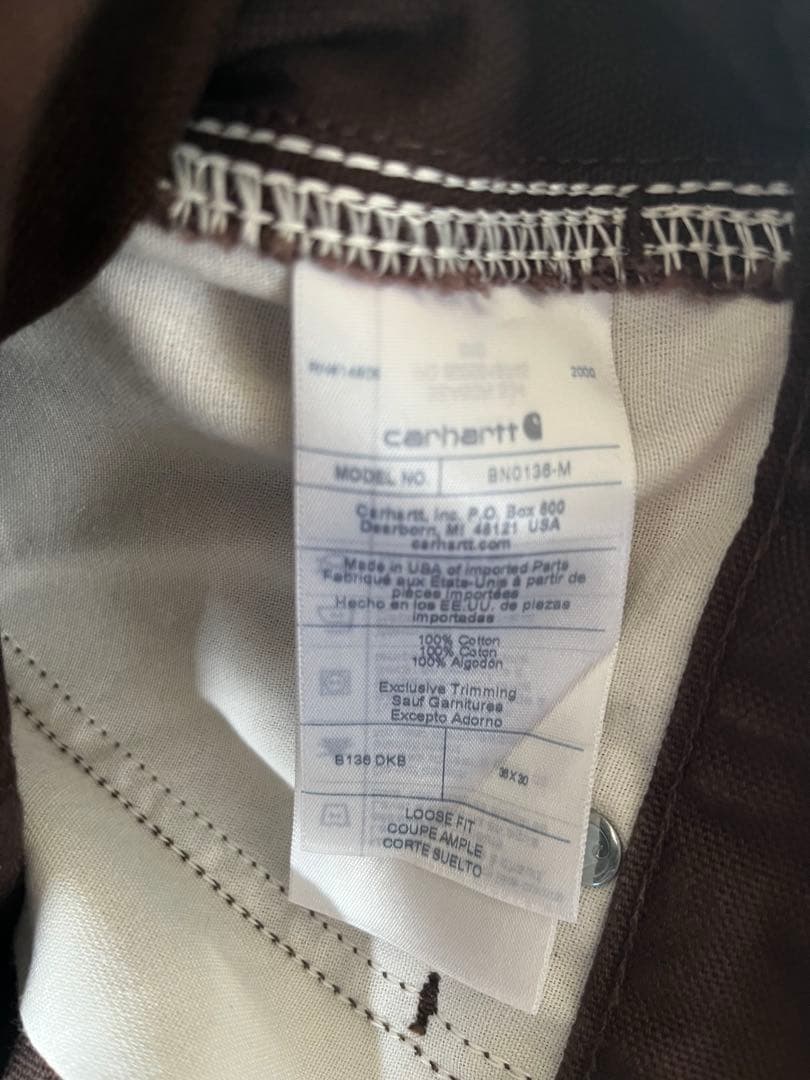 2000
carhartt
MODEL NO. BN0136-M
Carhartt, Inc. P.O. Box 600
Dearborn, MI 48121 USA
carhartt.com
Made in USA of Imported Parts
Fabriqué aux États-Unis à partir de
pièces importées
Hecho en los EE.UU. de piezas
importadas
100% Cotton
100% Coton
100% Algodón
Exclusive Trimming
Sauf Garnitures
Excepto Adorno
B136 DKB
LOOSE FIT
COUPE AMPLE
CORTE SUELTO